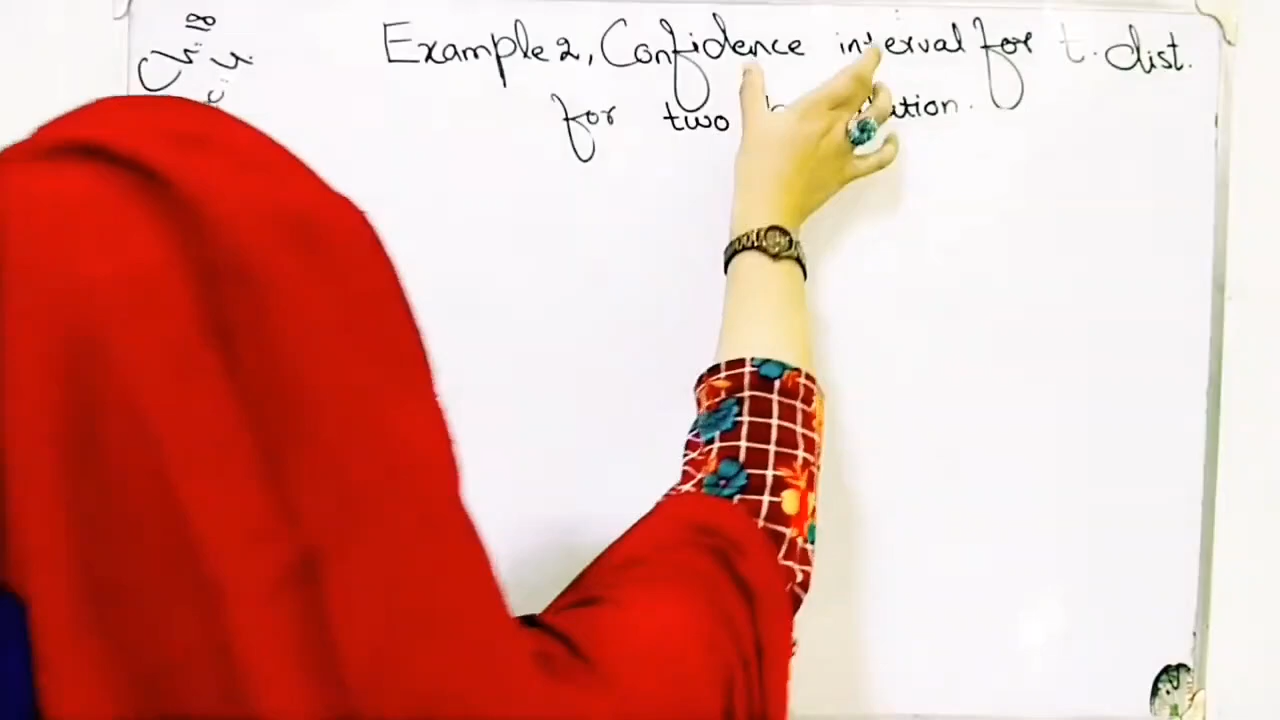 Example 2, Confidence interval for t. dist.
for two